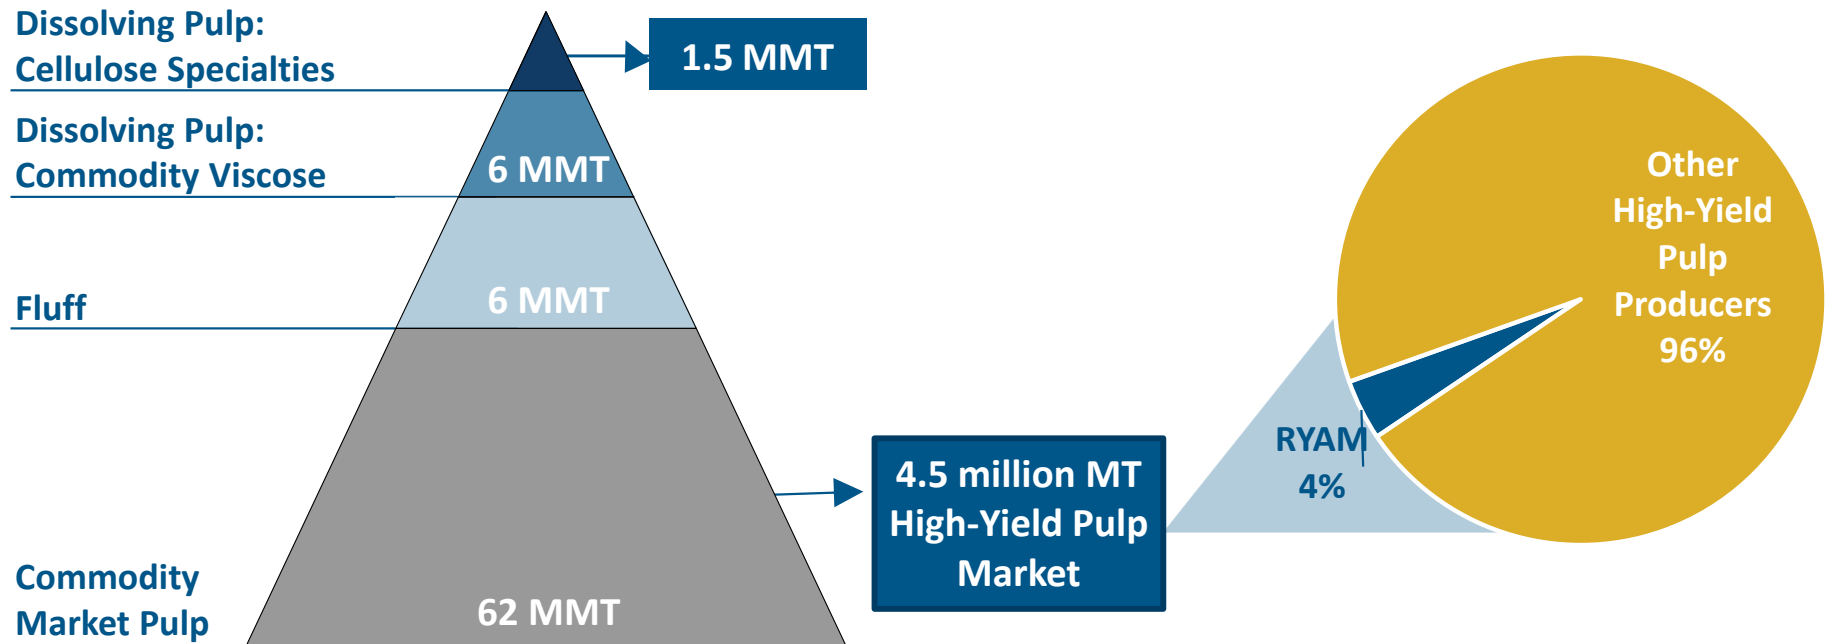 Dissolving Pulp:
Cellulose Specialties
1.5 MMT
Dissolving Pulp:
Commodity Viscose
6 MMT
Fluff
6 MMT
Commodity
Market Pulp
62 MMT
4.5 million MT
High-Yield Pulp
Market
Other
High-Yield
Pulp
Producers
96%
RYAM
4%